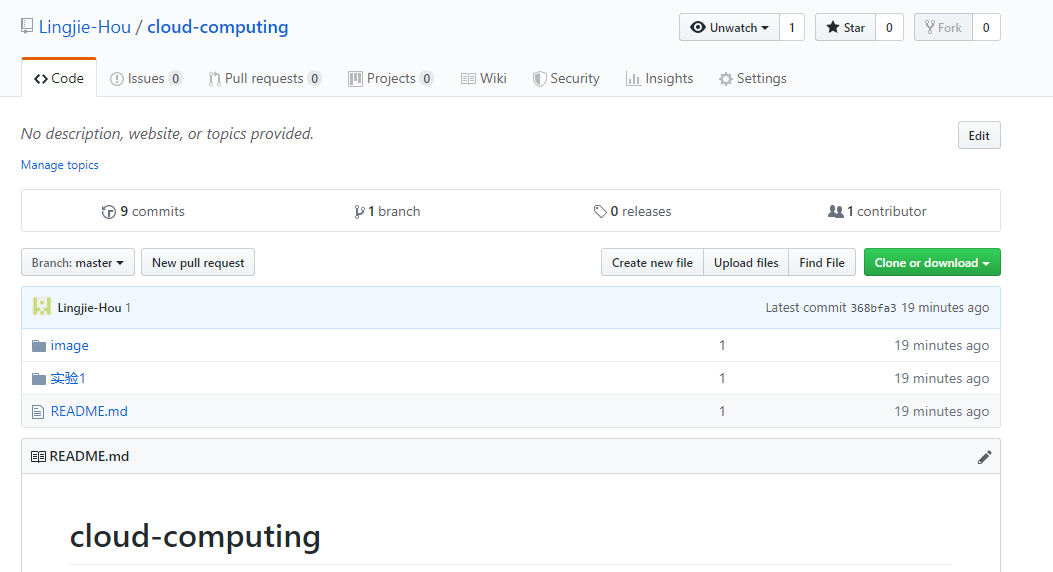 Lingjie-Hou / cloud-computing Unwatch 1 Star 0 Fork 0
Code Issues 0 Pull requests 0 Projects 0 Wiki Security Insights Settings
No description, website, or topics provided. Edit
Manage topics
9 commits 1 branch 0 releases 1 contributor
Branch: master New pull request Create new file Upload files Find File Clone or download
Lingjie-Hou 1 Latest commit 368bfa3 19 minutes ago
image 1 19 minutes ago
实验1 1 19 minutes ago
README.md 1 19 minutes ago
README.md
cloud-computing